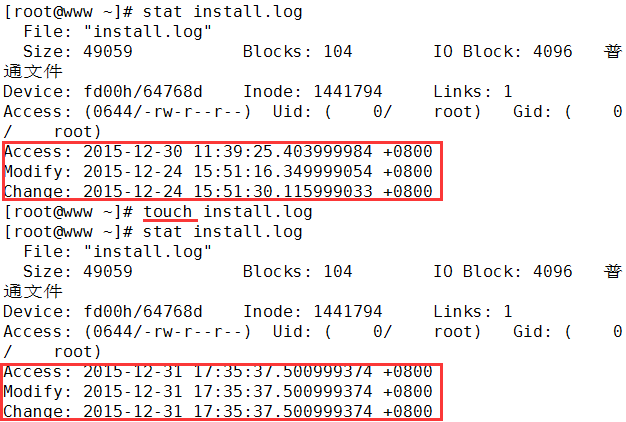 [root@www ~]# stat install.log
  File: "install.log"
  Size: 49059           Blocks: 104        IO Block: 4096   普
通文件
Device: fd00h/64768d    Inode: 1441794     Links: 1
Access: (0644/-rw-r--r--)  Uid: (    0/    root)   Gid: (    0
/    root)
Access: 2015-12-30 11:39:25.403999984 +0800
Modify: 2015-12-24 15:51:16.349999054 +0800
Change: 2015-12-24 15:51:30.115999033 +0800
[root@www ~]# touch install.log
[root@www ~]# stat install.log
  File: "install.log"
  Size: 49059           Blocks: 104        IO Block: 4096   普
通文件
Device: fd00h/64768d    Inode: 1441794     Links: 1
Access: (0644/-rw-r--r--)  Uid: (    0/    root)   Gid: (    0
/    root)
Access: 2015-12-31 17:35:37.500999374 +0800
Modify: 2015-12-31 17:35:37.500999374 +0800
Change: 2015-12-31 17:35:37.500999374 +0800